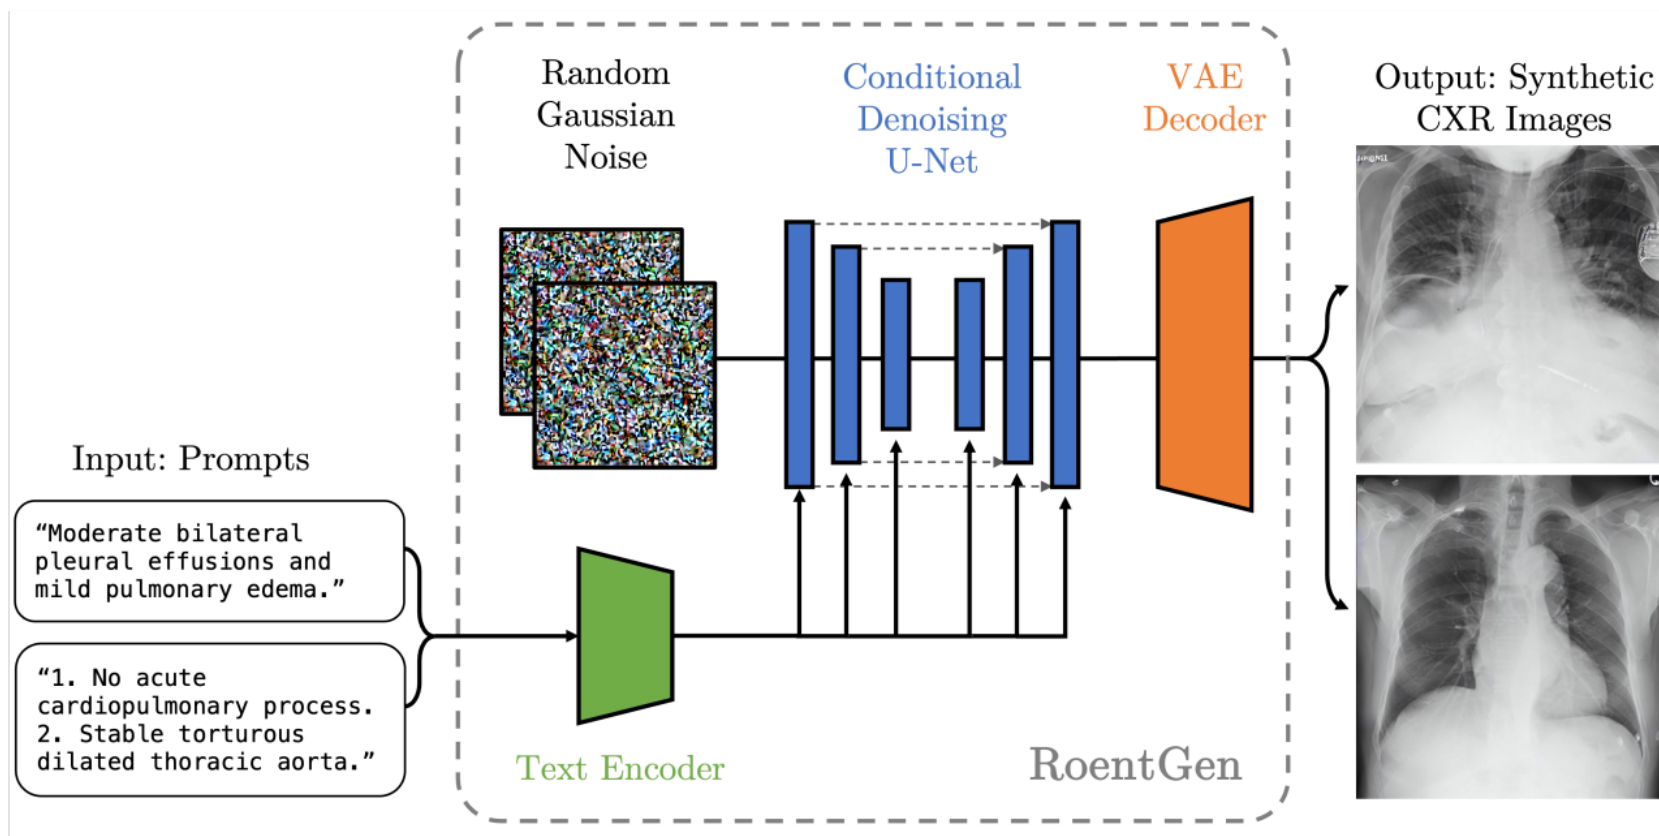 Random
Gaussian
Noise
Conditional
Denoising
U-Net
VAE
Decoder
Output: Synthetic
CXR Images
Input: Prompts
“Moderate bilateral
pleural effusions and
mild pulmonary edema.”
“1. No acute
cardiopulmonary process.
2. Stable torturous
dilated thoracic aorta.”
Text Encoder
RoentGen